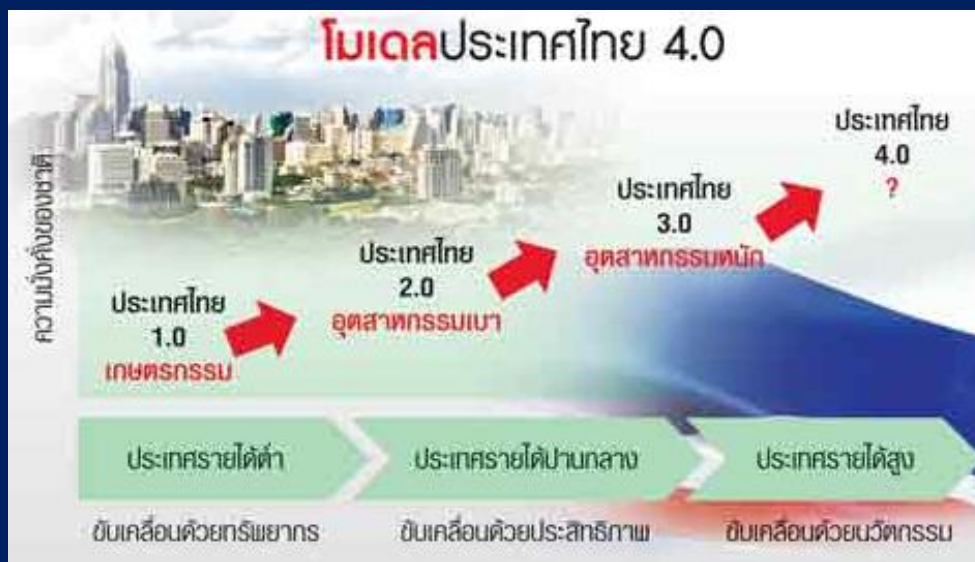 โมเดลประเทศไทย 4.0
ความมั่งคั่งของชาติ
ประเทศไทย
1.0
เกษตรกรรม
ประเทศไทย
2.0
อุตสาหกรรมเบา
ประเทศไทย
3.0
อุตสาหกรรมหนัก
ประเทศไทย
4.0
?
ประเทศรายได้ต่ำ
ประเทศรายได้ปานกลาง
ประเทศรายได้สูง
ขับเคลื่อนด้วยทรัพยากร
ขับเคลื่อนด้วยประสิทธิภาพ
ขับเคลื่อนด้วยนวัตกรรม